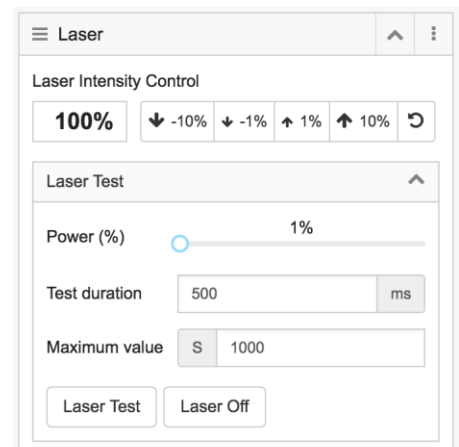 Laser
Laser Intensity Control
100% -10% -1% 1% 10%
Laser Test
Power (%) 1%
Test duration 500 ms
Maximum value S 1000
Laser Test Laser Off